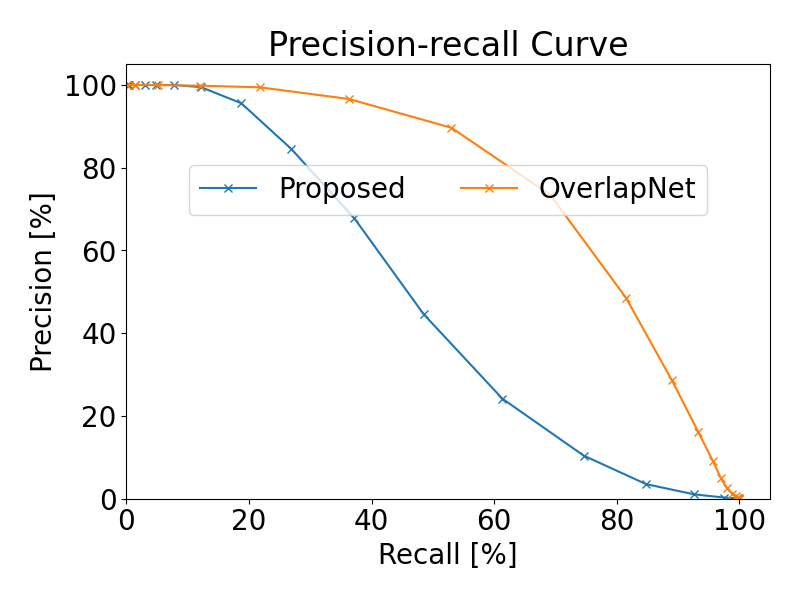 Precision-recall Curve
100
80
60
40
20
0
Precision [%]
Proposed OverlapNet
0 20 40 60 80 100
Recall [%]